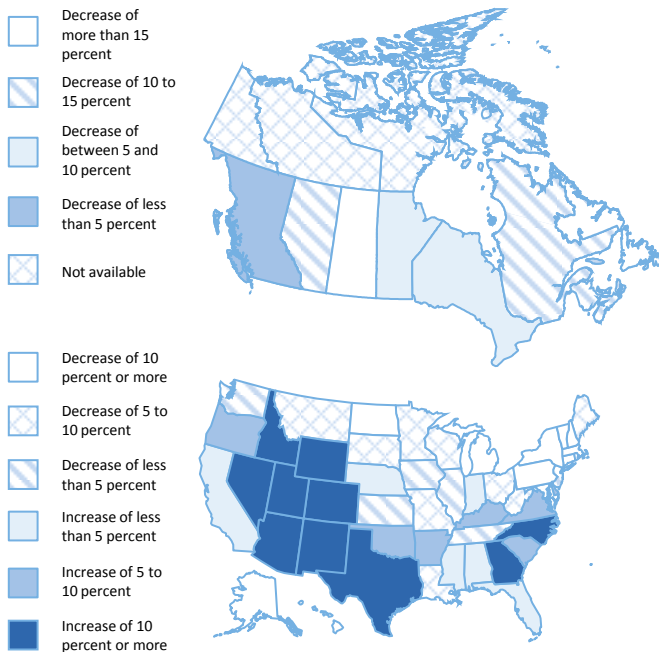 Decrease of
more than 15
percent
Decrease of 10 to
15 percent
Decrease of
between 5 and
10 percent
Decrease of less
than 5 percent
Not available
Decrease of 10
percent or more
Decrease of 5 to
10 percent
Decrease of less
than 5 percent
Increase of less
than 5 percent
Increase of 5 to
10 percent
Increase of 10
percent or more